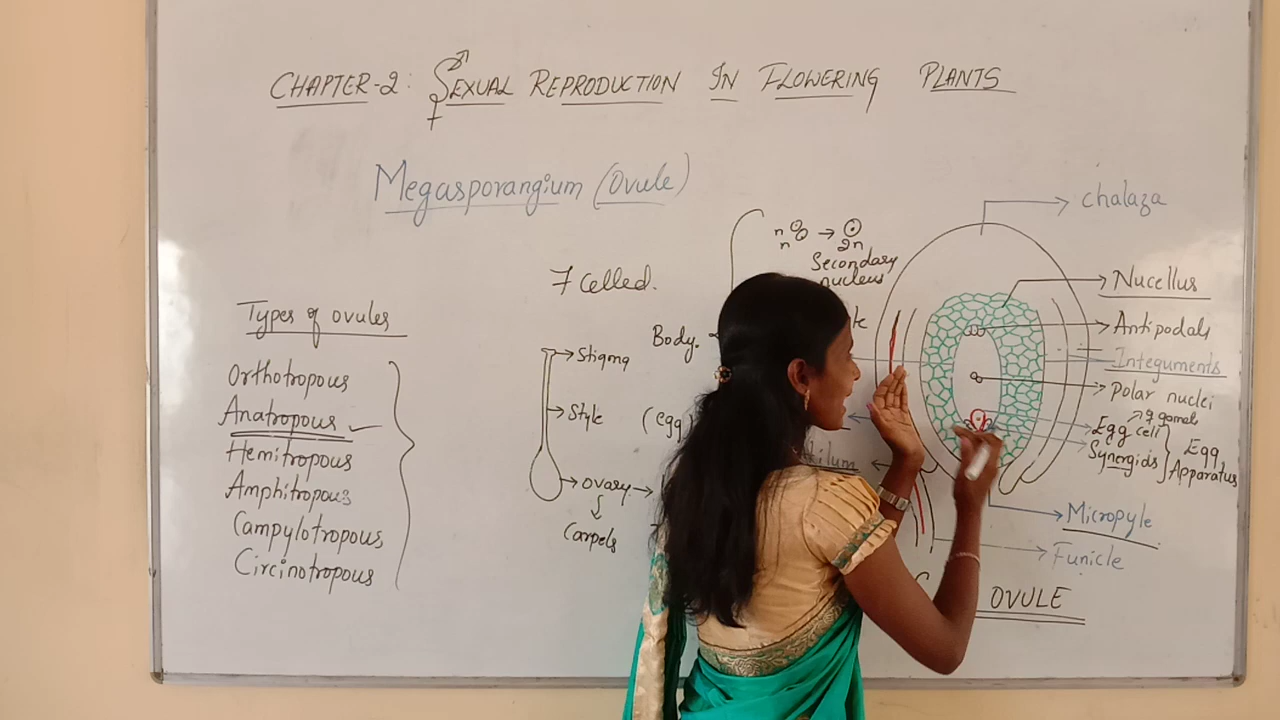 CHAPTER-2: SEXUAL REPRODUCTION IN FLOWERING PLANTS
Megasporangium (Ovule)
Types of ovules
Orthotropous
Anatropous
Hemitropous
Amphitropous
Campylotropous
Circinotropous
7 Celled.
Stigma
Style
ovary
Carpels
n
n
2n
Secondary
nucleus
Body.
(egg
chalaza
Nucellus
Antipodals
Integuments
Polar nuclei
Egg cell
Synergids
Egg
Apparatus
Micropyle
Funicle
OVULE